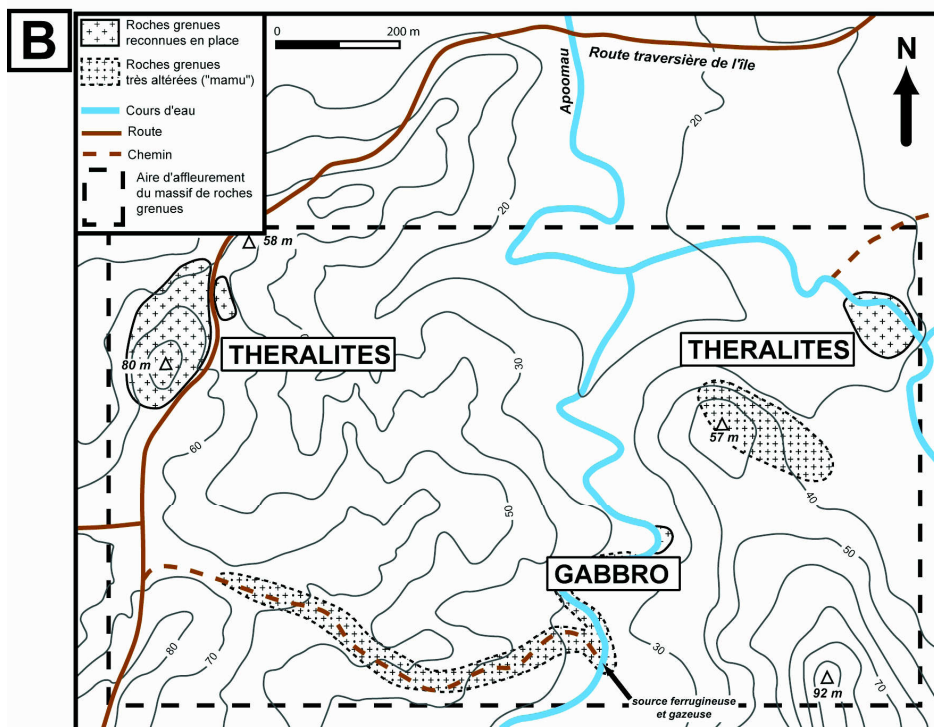 B
Roches grenues
reconnues en place
Roches grenues
très altérées ("mamu")
Cours d'eau
Route
Chemin
Aire d'affleurement
du massif de roches
grenues
0 200 m
Apoomau
Route traversière de l'île
N
20
20
58 m
THERALITES
THERALITES
80 m
30
57 m
60
40
50
50
GABBRO
80
70
30
70
92 m
source ferrugineuse
et gazeuse